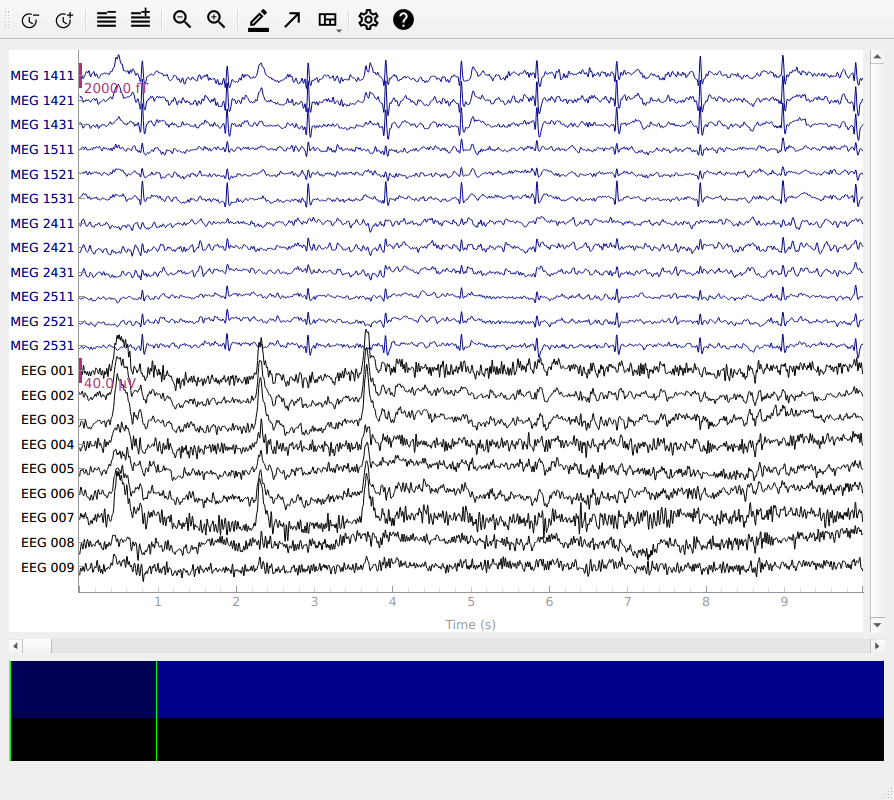 MEG 1411
2000.0 fT
MEG 1421
MEG 1431
MEG 1511
MEG 1521
MEG 1531
MEG 2411
MEG 2421
MEG 2431
MEG 2511
MEG 2521
MEG 2531
EEG 001
40.0 µV
EEG 002
EEG 003
EEG 004
EEG 005
EEG 006
EEG 007
EEG 008
EEG 009
1 2 3 4 5 6 7 8 9
Time (s)